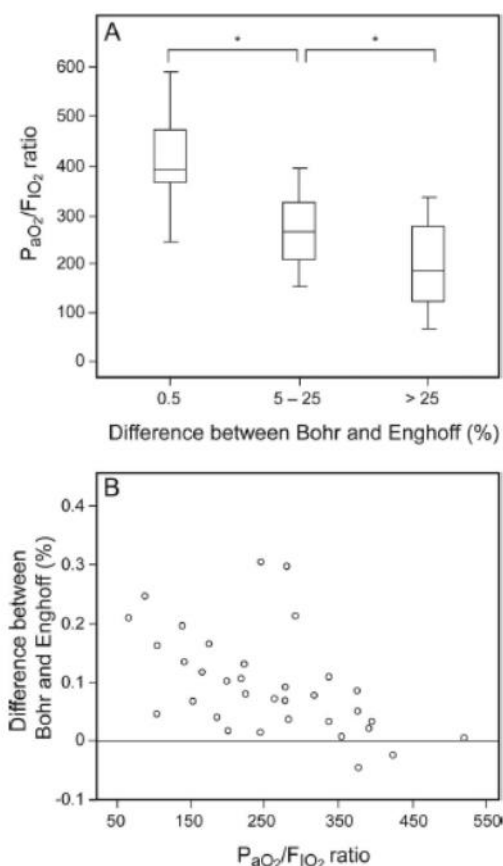 A
* *
600
500
400
300
200
100
0
PaO2/FIO2 ratio
0.5 5 – 25 > 25
Difference between Bohr and Enghoff (%)
B
0.4
0.3
0.2
0.1
0
-0.1
Difference between
Bohr and Enghoff (%)
50 150 250 350 450 5500
PaO2/FIO2 ratio